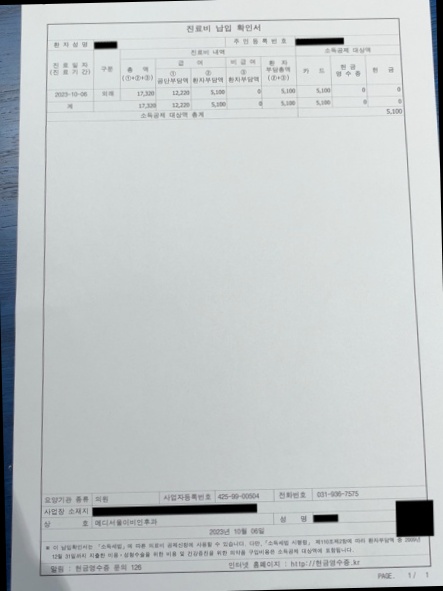 진료비 납입 확인서
환 자 성 명
주 민 등 록 번 호
진료비 내역 소득공제 대상액
진 료 일 자 (진 료 기 간) 구분 총 액 (①+②+③) 급 여 ① 공단부담액 ② 환자부담액 비 급 여 ③ 환자부담액 환 자 부담총액 (②+③) 카 드 현 금 영 수 증 현 금
2023-10-06 외래 17,320 12,220 5,100 0 5,100 5,100 0 0
계 17,320 12,220 5,100 0 5,100 5,100 0 0
소득공제 대상액 총계 5,100
요양기관 종류 의원 사업자등록번호 425-99-00504 전화번호 031-936-7575
사업장 소재지
상 호 예디서울이비인후과 성 명
2023년 10월 06일
※ 이 납입확인서는 「소득세법」에 따른 의료비 공제신청에 사용할 수 있습니다. 다만, 「소득세법 시행령」 제110조제2항에 따라 환자부담액 중
12월 31일까지 지출한 미용·성형수술을 위한 비용 및 건강증진을 위한 의약품 구입비용은 소득공제 대상액에 포함됩니다.
알림 : 현금영수증 문의 126 인터넷 홈페이지 : http://현금영수증.kr
PAGE. 1 / 1